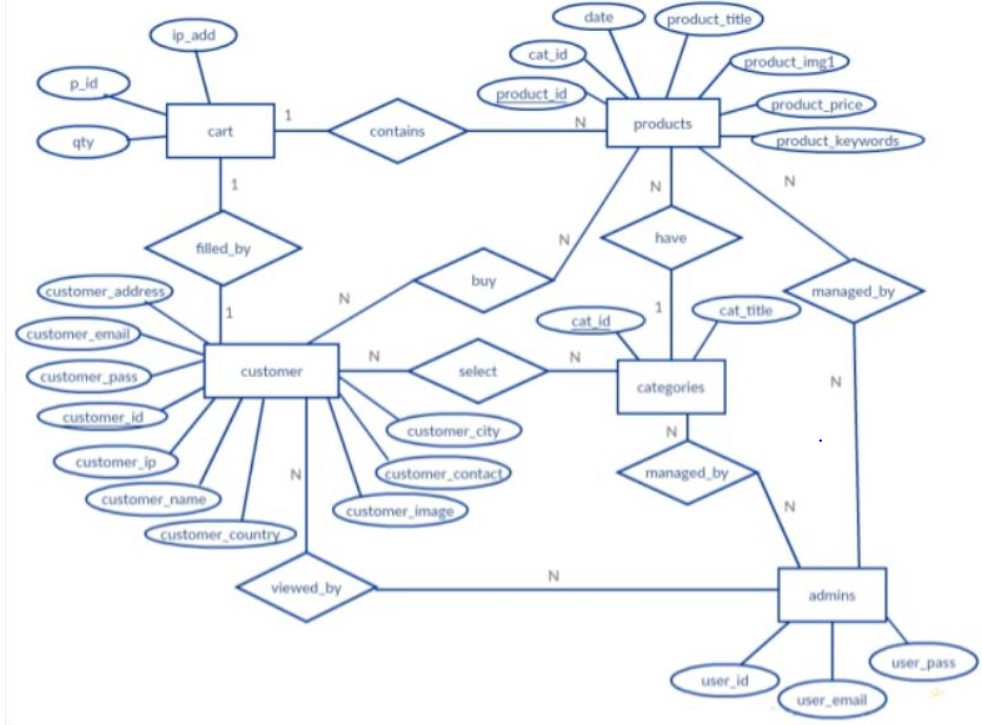 ip_add
date
product_title
p_id
cat_id
product_img1
product_id
product_price
qty
cart
1
contains
N
products
product_keywords
1
N
N
filled_by
have
N
buy
managed_by
customer_address
N
1
1
cat_id
cat_title
customer_email
customer
N
select
N
categories
N
customer_pass
customer_id
customer_city
N
customer_ip
customer_contact
managed_by
N
customer_name
customer_image
N
customer_country
viewed_by
N
admins
user_id
user_email
user_pass